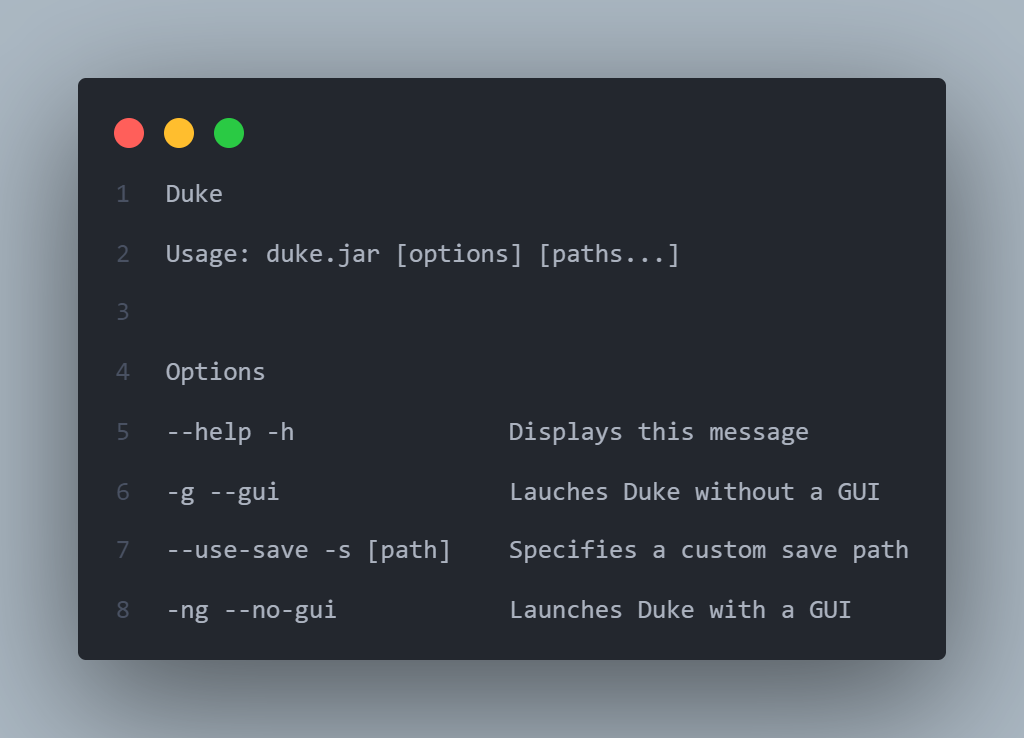 1 Duke
2 Usage: duke.jar [options] [paths...]
3
4 Options
5 --help -h Displays this message
6 -g --gui Lauches Duke without a GUI
7 --use-save -s [path] Specifies a custom save path
8 -ng --no-gui Launches Duke with a GUI